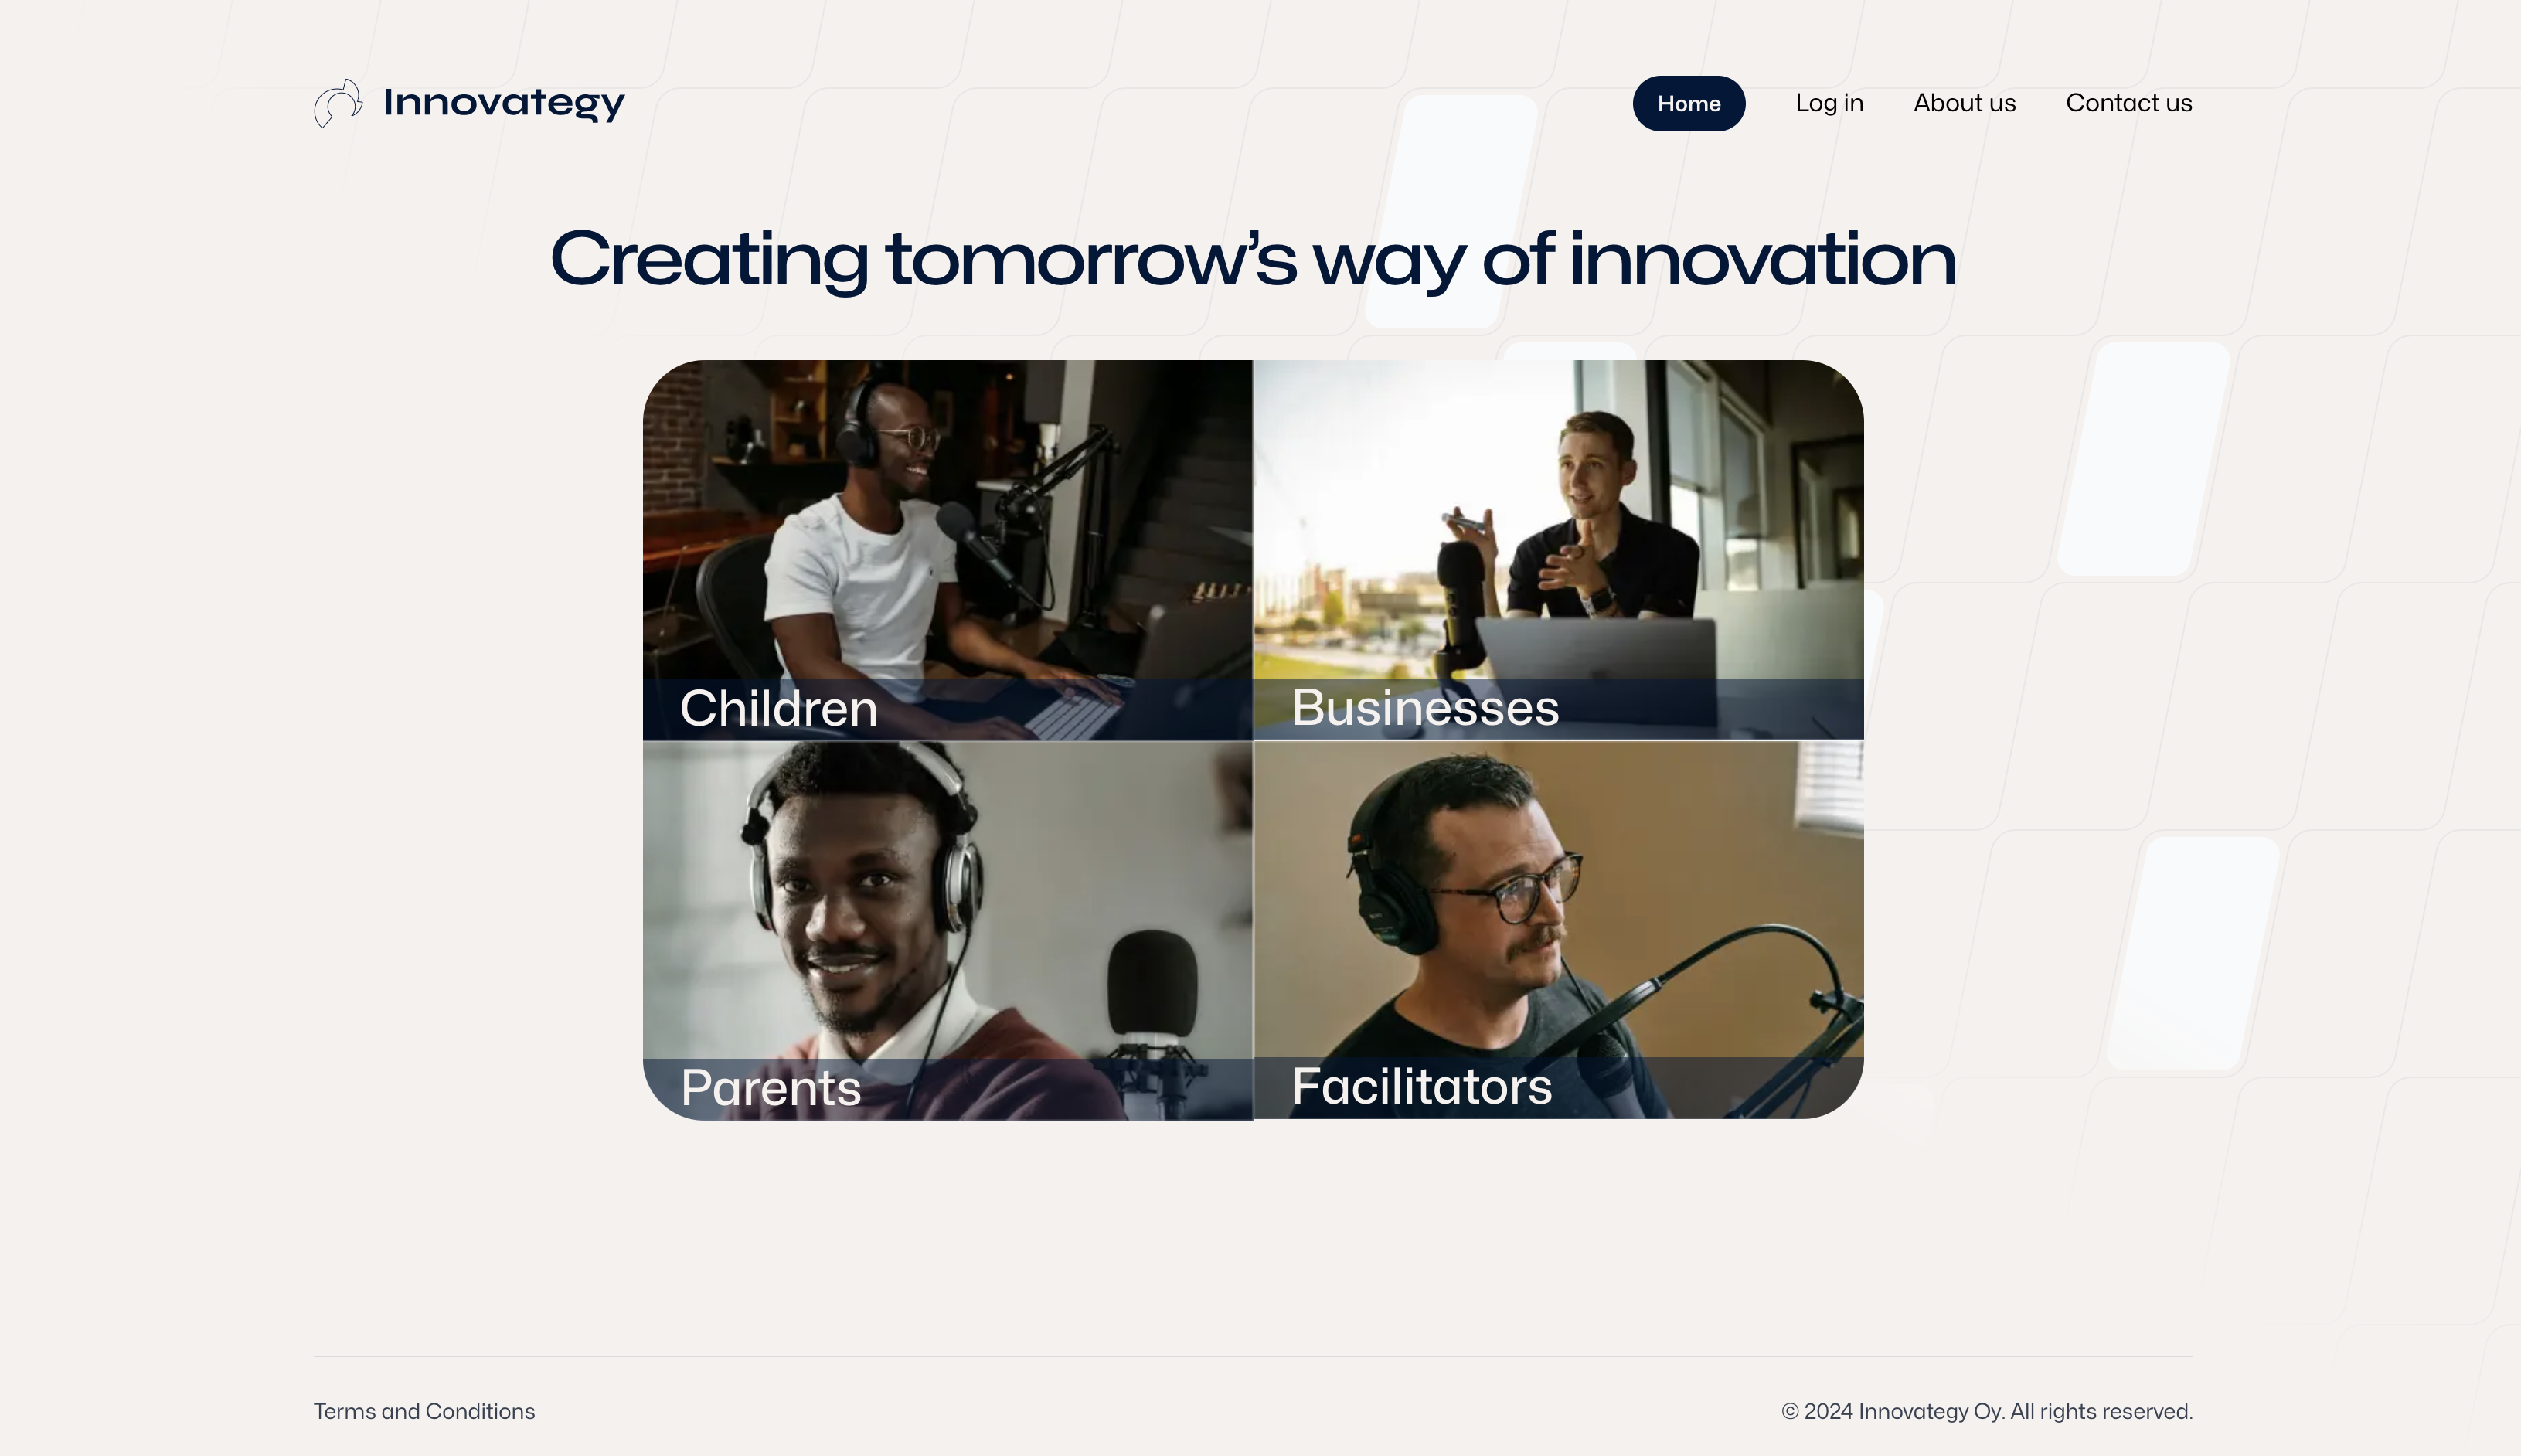 Innovategy
Home Log in About us Contact us
Creating tomorrow’s way of innovation
Children
Businesses
Parents
Facilitators
Terms and Conditions
© 2024 Innovategy Oy. All rights reserved.